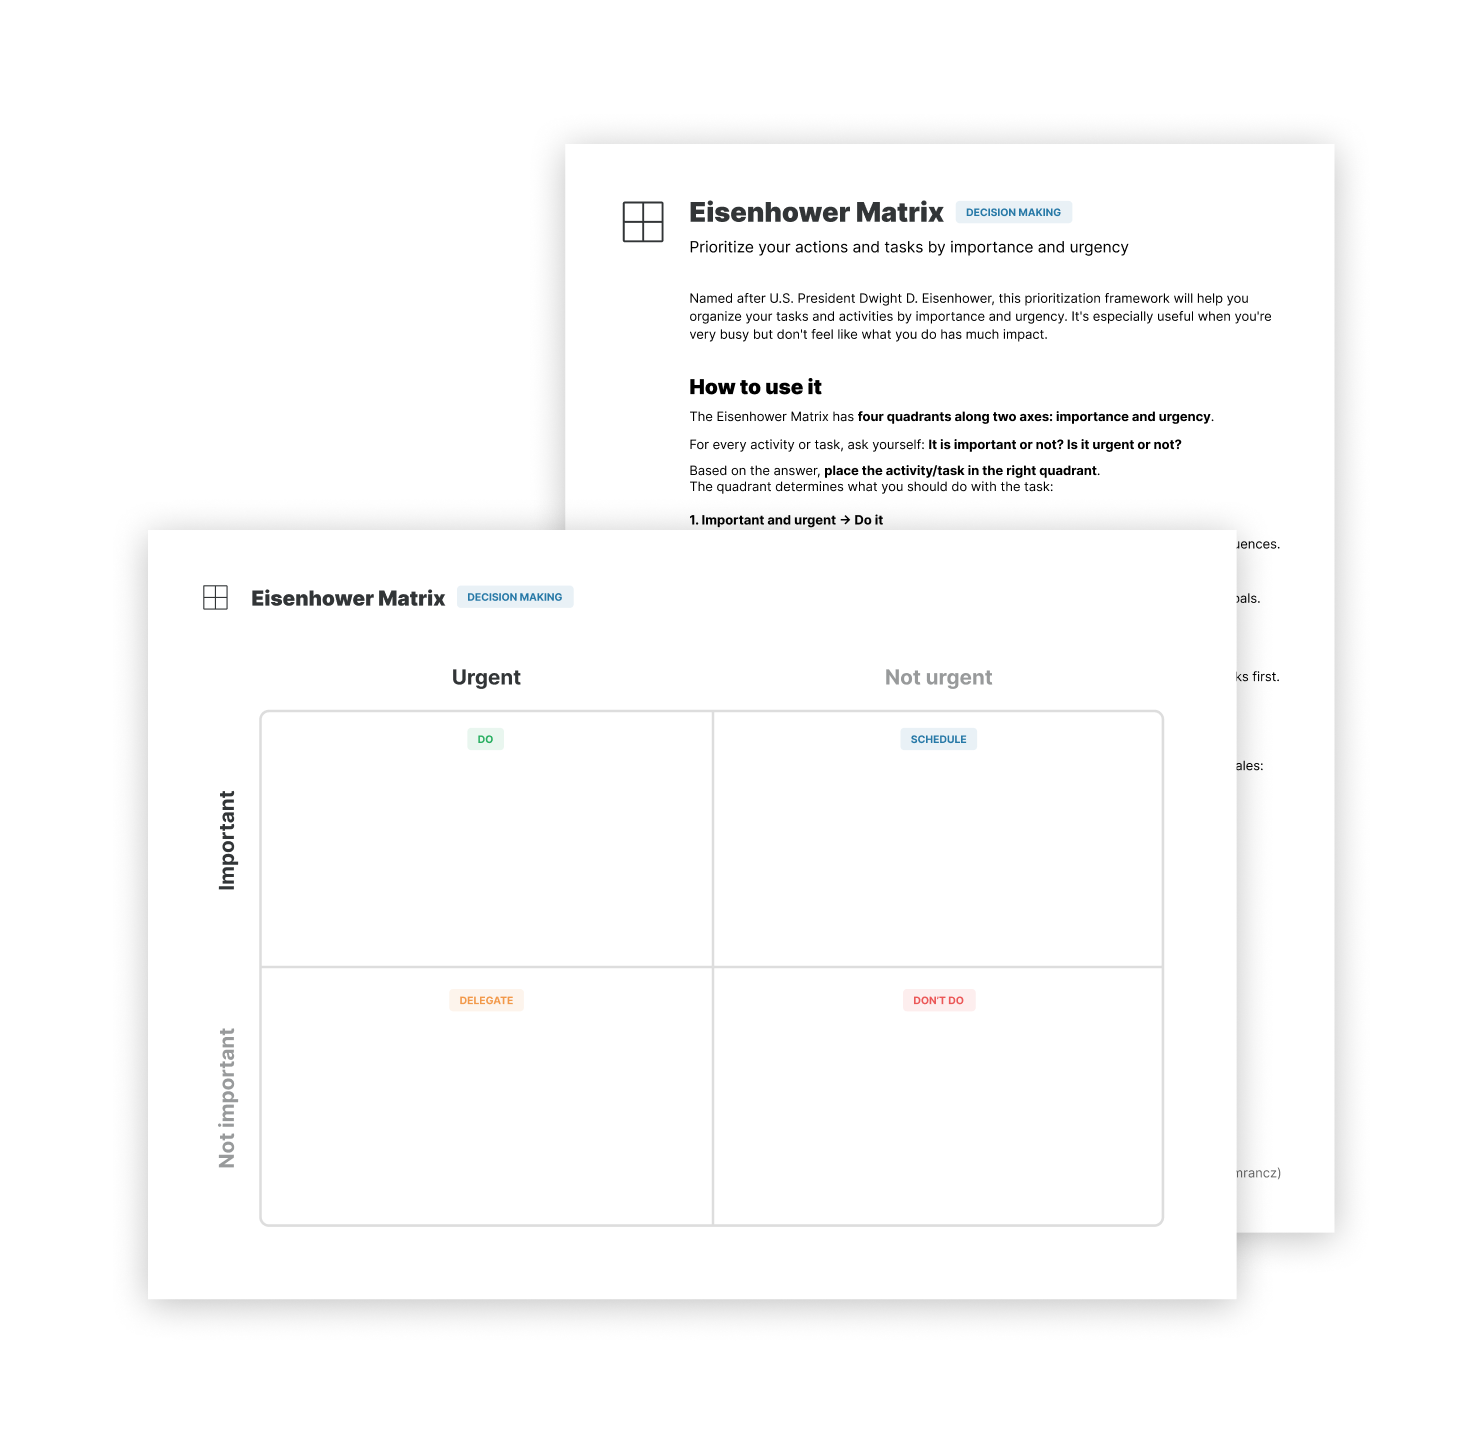 Eisenhower Matrix DECISION MAKING
Prioritize your actions and tasks by importance and urgency
Named after U.S. President Dwight D. Eisenhower, this prioritization framework will help you
organize your tasks and activities by importance and urgency. It's especially useful when you're
very busy but don't feel like what you do has much impact.
How to use it
The Eisenhower Matrix has four quadrants along two axes: importance and urgency.
For every activity or task, ask yourself: It is important or not? Is it urgent or not?
Based on the answer, place the activity/task in the right quadrant.
The quadrant determines what you should do with the task:
1. Important and urgent → Do it
first.
Eisenhower Matrix DECISION MAKING
Urgent Not urgent
Important
DO SCHEDULE
Not important
DELEGATE DON'T DO